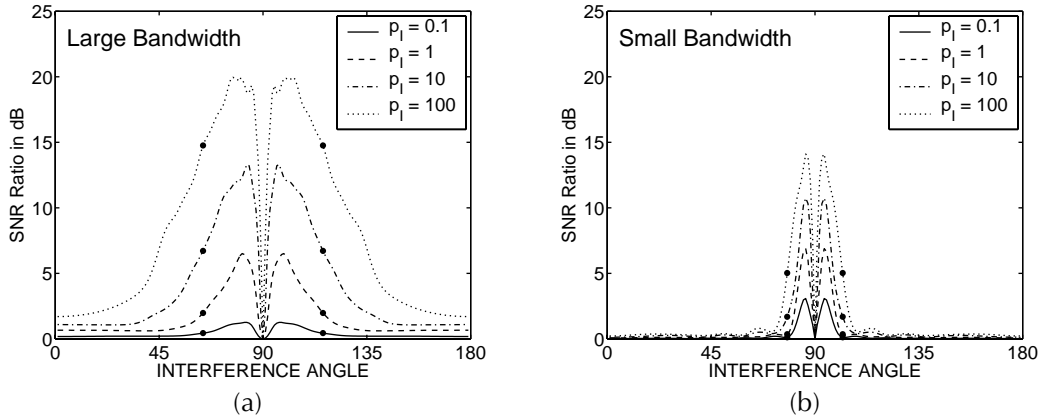 25
20
15
10
5
0
SNR Ratio in dB
Large Bandwidth
p_I = 0.1
p_I = 1
p_I = 10
p_I = 100
0 45 90 135 180
INTERFERENCE ANGLE
(a)
25
20
15
10
5
0
SNR Ratio in dB
Small Bandwidth
p_I = 0.1
p_I = 1
p_I = 10
p_I = 100
0 45 90 135 180
INTERFERENCE ANGLE
(b)